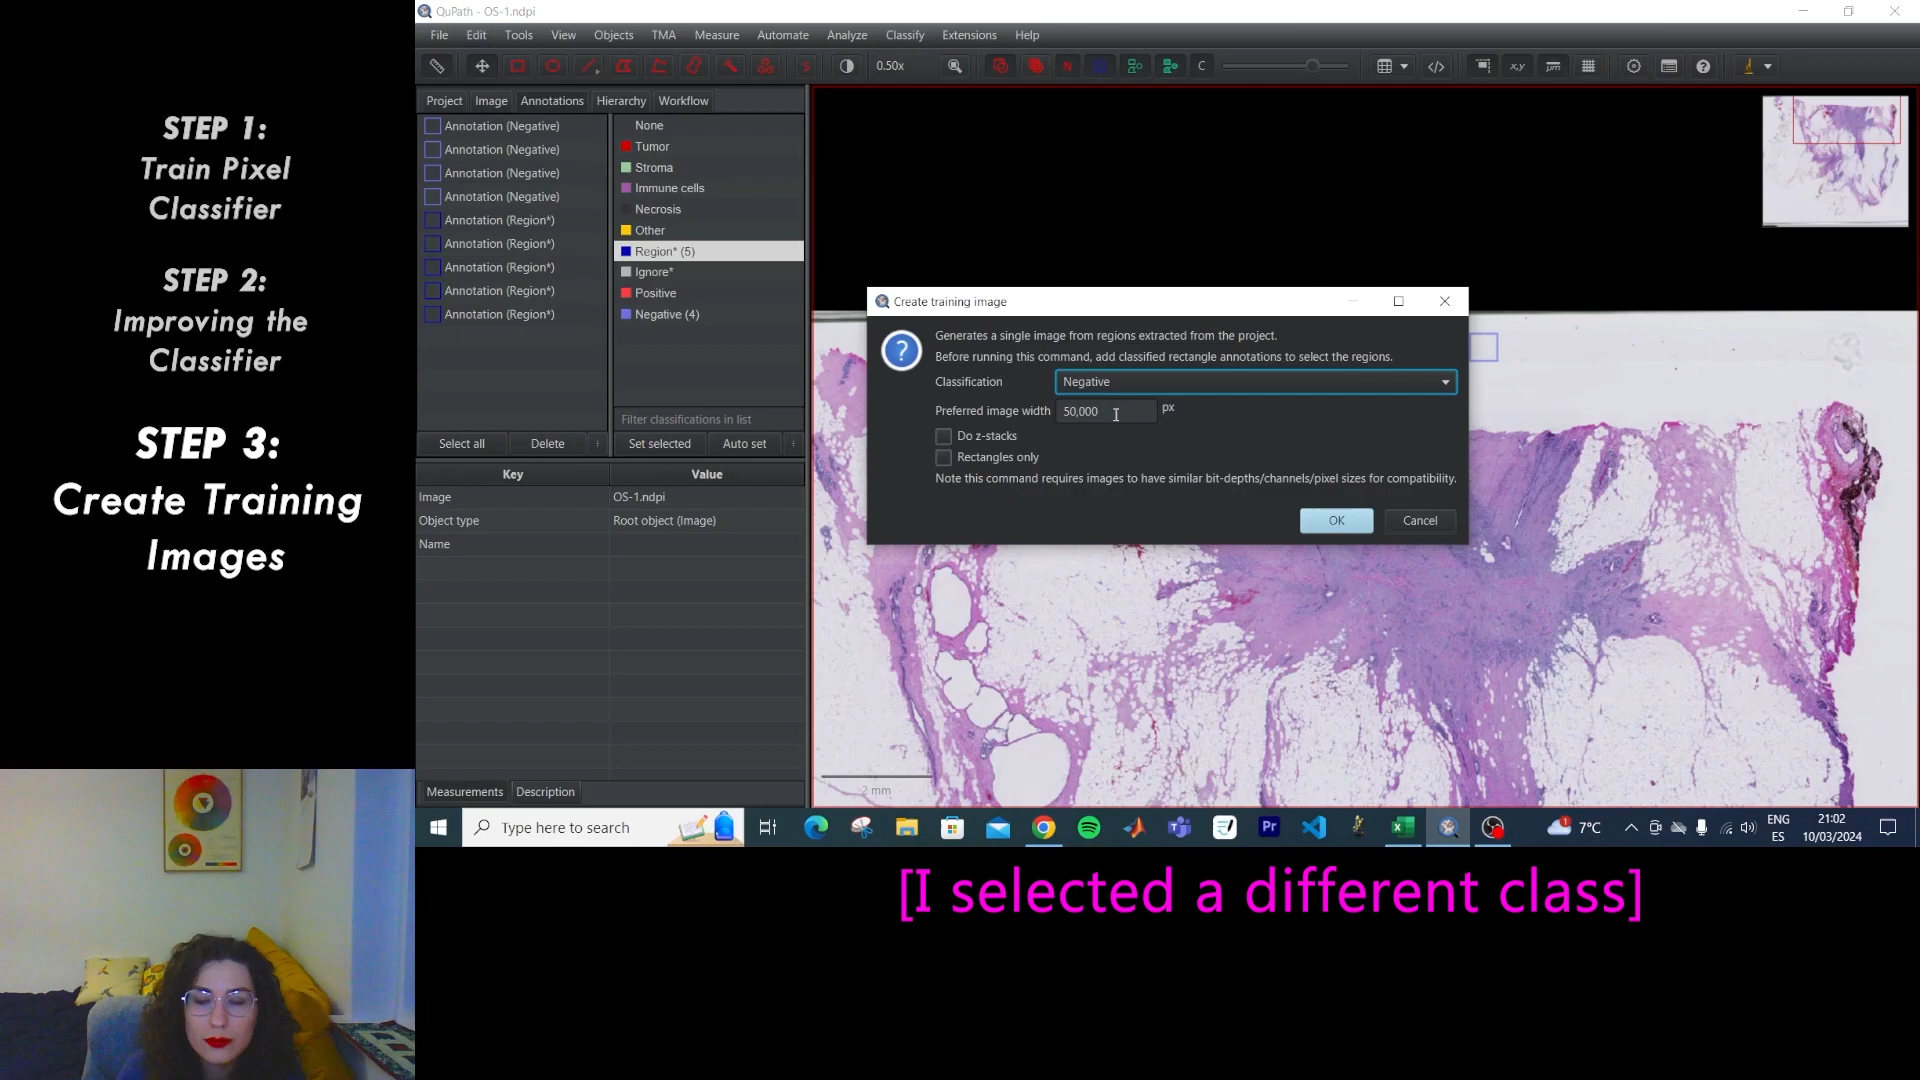 STEP 1:
Train Pixel
Classifier
STEP 2:
Improving the
Classifier
STEP 3:
Create Training
Images
QuPath - OS-1.ndpi
File Edit Tools View Objects TMA Measure Automate Analyze Classify Extensions Help
S 0.50x N C x,y
Project Image Annotations Hierarchy Workflow
Annotation (Negative)
Annotation (Negative)
Annotation (Negative)
Annotation (Negative)
Annotation (Region*)
Annotation (Region*)
Annotation (Region*)
Annotation (Region*)
Annotation (Region*)
None
Tumor
Stroma
Immune cells
Necrosis
Other
Region* (5)
Ignore*
Positive
Negative (4)
Filter classifications in list
Select all Delete Set selected Auto set
Key Value
Image OS-1.ndpi
Object type Root object (Image)
Name
Measurements Description
Create training image
Generates a single image from regions extracted from the project.
Before running this command, add classified rectangle annotations to select the regions.
Classification Negative
Preferred image width 50,000 px
Do z-stacks
Rectangles only
Note this command requires images to have similar bit-depths/channels/pixel sizes for compatibility.
OK Cancel
2 mm
Type here to search
Pr
1
7°C
ENG
ES
21:02
10/03/2024
[I selected a different class]